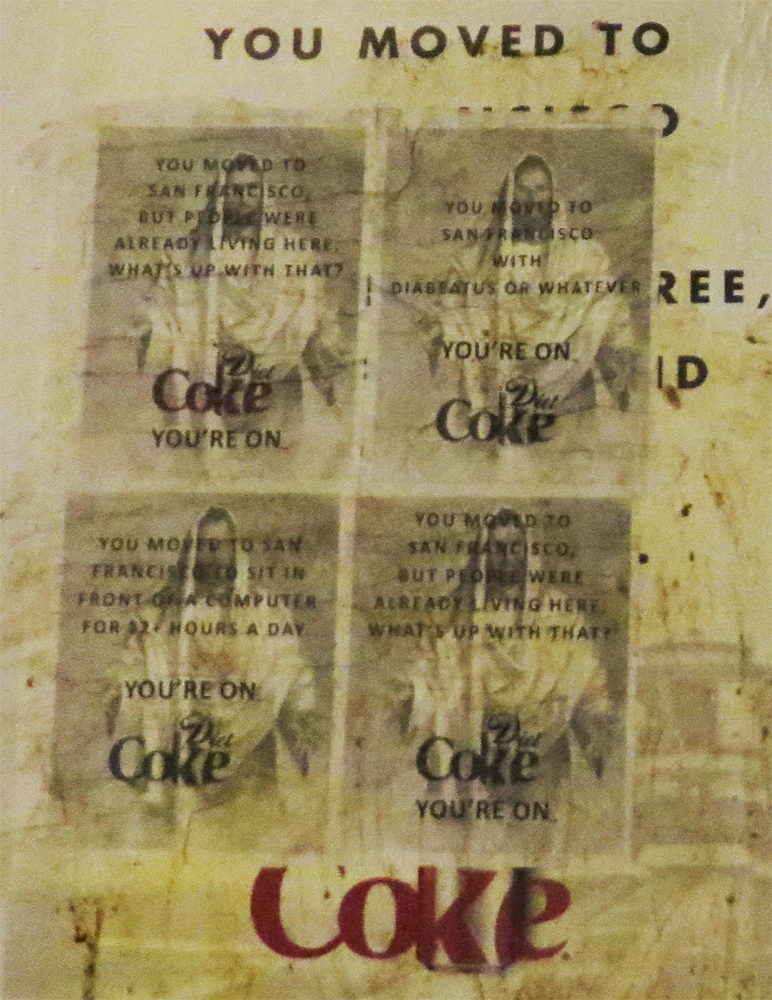 YOU MOVED TO
REE,
D
YOU MOVED TO
SAN FRANCISCO,
BUT PEOPLE WERE
ALREADY LIVING HERE,
WHAT'S UP WITH THAT?
Diet
Coke
YOU'RE ON
YOU MOVED TO
SAN FRANCISCO
WITH
DIABEATUS OR WHATEVER
YOU'RE ON
Diet
Coke
YOU MOVED TO SAN
FRANCISCO TO SIT IN
FRONT OF A COMPUTER
FOR 12+ HOURS A DAY
YOU'RE ON
Diet
Coke
YOU MOVED TO
SAN FRANCISCO,
BUT PEOPLE WERE
ALREADY LIVING HERE,
WHAT'S UP WITH THAT?
Diet
Coke
YOU'RE ON
Coke